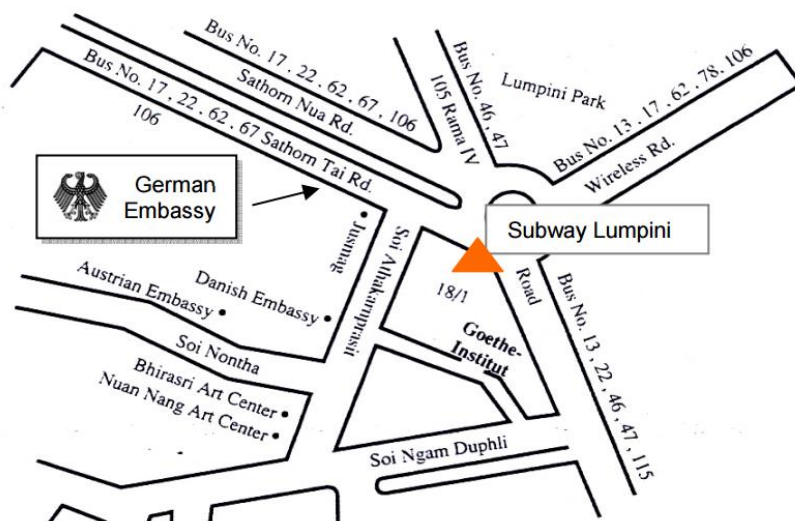 Bus No. 17 , 22 , 62 , 67 , 106
Sathorn Nua Rd.
Bus No. 17 , 22 , 62 , 67 Sathorn Tai Rd.
106
Bus No. 46 , 47
105 Rama IV
Lumpini Park
Bus No. 13 , 17 , 62 , 78, 106
Wireless Rd.
German
Embassy
Subway Lumpini
Jusmag
Soi Athakarnprasit
18/1
Road
Goethe-
Institut
Bus No. 13 , 22 , 46 , 47 , 115
Austrian Embassy
Danish Embassy
Soi Nontha
Bhirasri Art Center
Nuan Nang Art Center
Soi Ngam Duphli